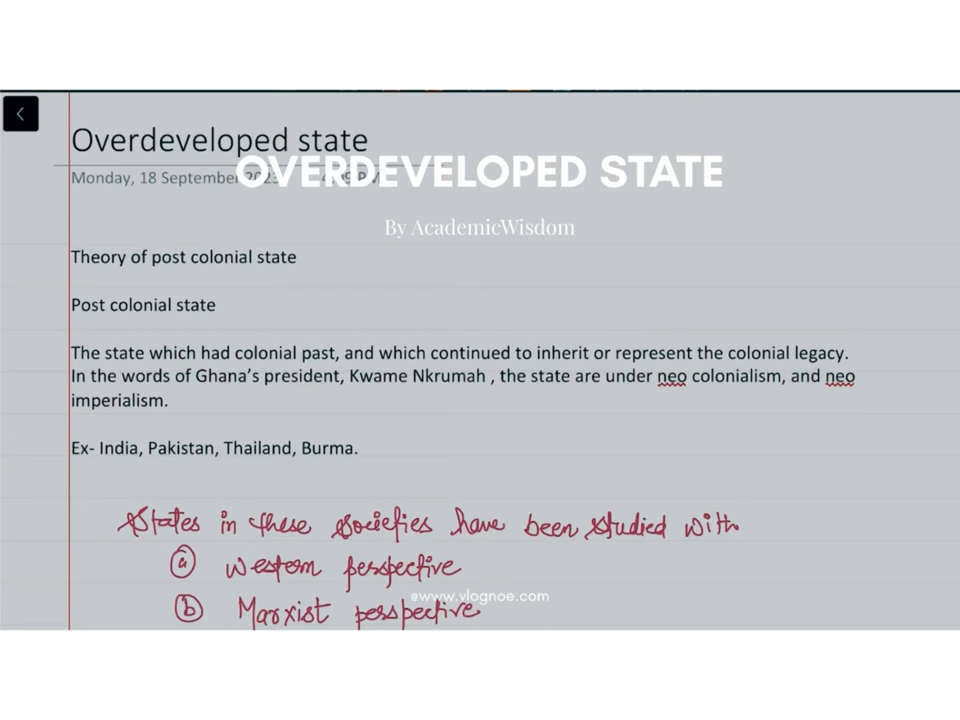 Overdeveloped state
OVERDEVELOPED STATE
Monday, 18 September 2023
By AcademicWisdom
Theory of post colonial state
Post colonial state
The state which had colonial past, and which continued to inherit or represent the colonial legacy.
In the words of Ghana's president, Kwame Nkrumah , the state are under neo colonialism, and neo
imperialism.
Ex- India, Pakistan, Thailand, Burma.
States in these societies have been studied with
(a) Western perspective
@www.vlognoe.com
(b) Marxist perspective